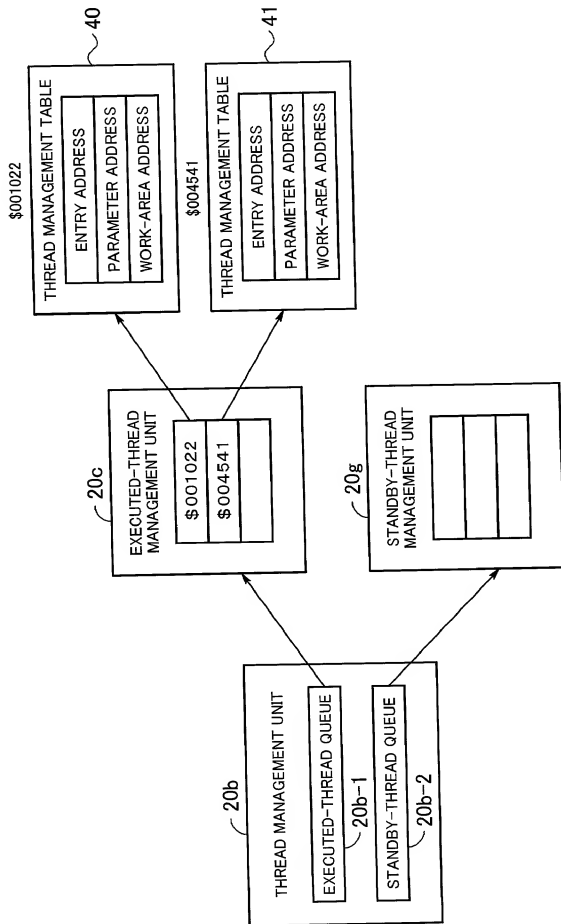 20b
THREAD MANAGEMENT UNIT
EXECUTED-THREAD QUEUE
20b-1
STANDBY-THREAD QUEUE
20b-2
20c
EXECUTED-THREAD
MANAGEMENT UNIT
$001022
$004541
20g
STANDBY-THREAD
MANAGEMENT UNIT
$001022
40
THREAD MANAGEMENT TABLE
ENTRY ADDRESS
PARAMETER ADDRESS
WORK-AREA ADDRESS
$004541
41
THREAD MANAGEMENT TABLE
ENTRY ADDRESS
PARAMETER ADDRESS
WORK-AREA ADDRESS